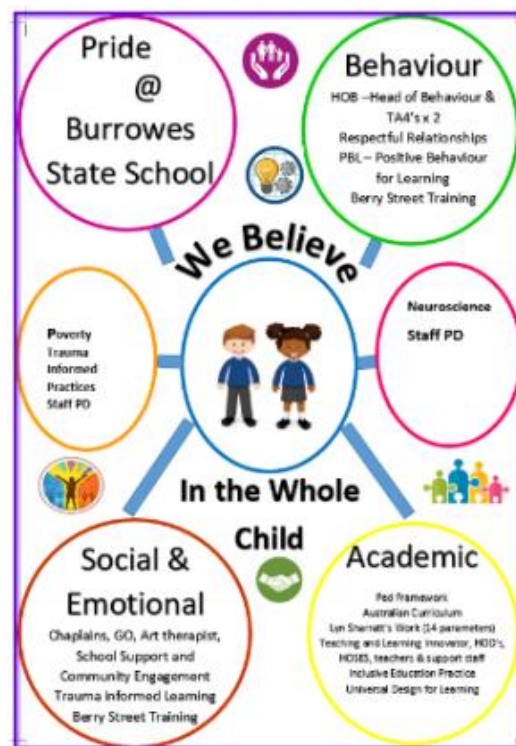 Pride
@
Burrowes
State School
Behaviour
HOB –Head of Behaviour &
TA4's x 2
Respectful Relationships
PBL – Positive Behaviour
for Learning
Berry Street Training
We Believe
Poverty
Trauma
Informed
Practices
Staff PD
Neuroscience
Staff PD
In the Whole
Child
Social &
Emotional
Chaplains, GO, Art therapist,
School Support and
Community Engagement
Trauma Informed Learning
Berry Street Training
Academic
Ped Framework
Australian Curriculum
Lyn Sharratt's Work (14 parameters)
Teaching and Learning Innovator, HOD's,
HOSES, teachers & support staff
Inclusive Education Practice
Universal Design for Learning